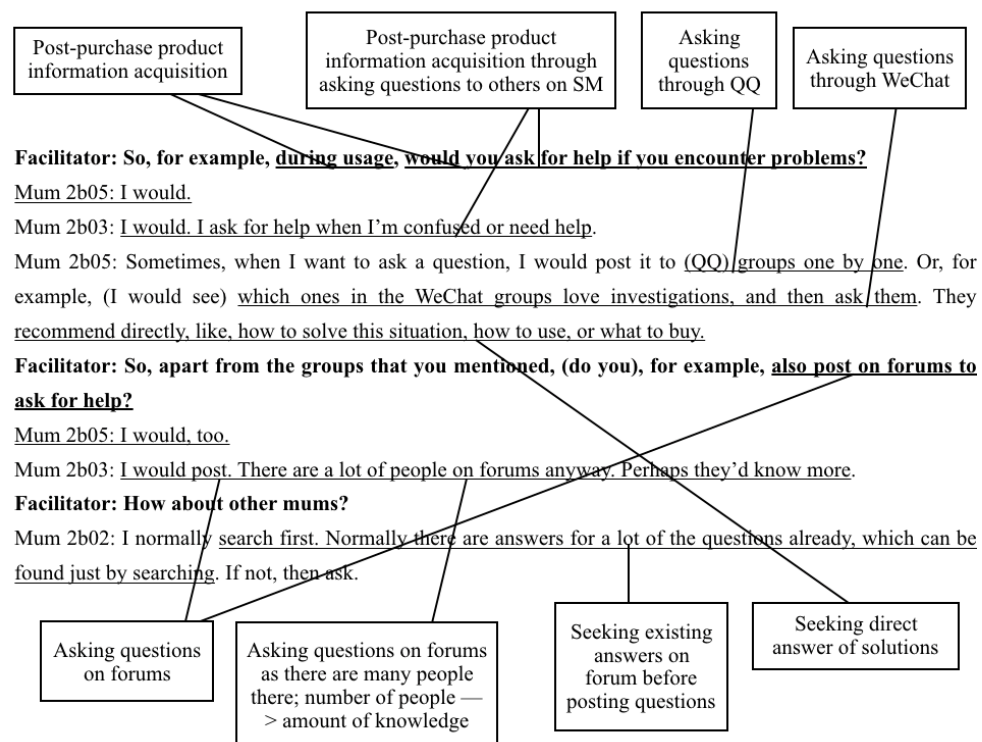 Post-purchase product
information acquisition
Post-purchase product
information acquisition through
asking questions to others on SM
Asking
questions
through QQ
Asking questions
through WeChat
Facilitator: So, for example, during usage, would you ask for help if you encounter problems?
Mum 2b05: I would.
Mum 2b03: I would. I ask for help when I'm confused or need help.
Mum 2b05: Sometimes, when I want to ask a question, I would post it to (QQ) groups one by one. Or, for
example, (I would see) which ones in the WeChat groups love investigations, and then ask them. They
recommend directly, like, how to solve this situation, how to use, or what to buy.
Facilitator: So, apart from the groups that you mentioned, (do you), for example, also post on forums to
ask for help?
Mum 2b05: I would, too.
Mum 2b03: I would post. There are a lot of people on forums anyway. Perhaps they'd know more.
Facilitator: How about other mums?
Mum 2b02: I normally search first. Normally there are answers for a lot of the questions already, which can be
found just by searching. If not, then ask.
Asking questions
on forums
Asking questions on forums
as there are many people
there; number of people —
> amount of knowledge
Seeking existing
answers on
forum before
posting questions
Seeking direct
answer of solutions